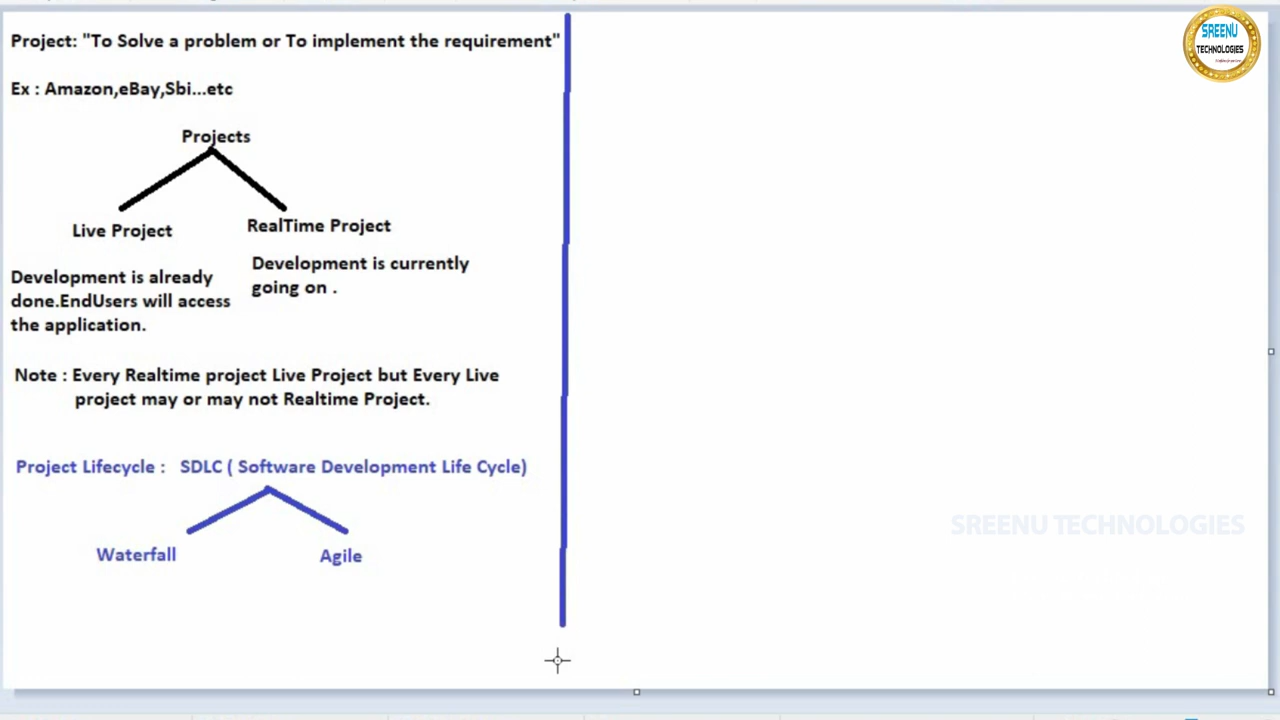 Project: "To Solve a problem or To implement the requirement"
SREENU
TECHNOLOGIES
Ex : Amazon,eBay,Sbi...etc
Projects
Live Project
RealTime Project
Development is already
done.EndUsers will access
the application.
Development is currently
going on .
Note : Every Realtime project Live Project but Every Live
project may or may not Realtime Project.
Project Lifecycle : SDLC ( Software Development Life Cycle)
Waterfall
Agile
SREENU TECHNOLOGIES